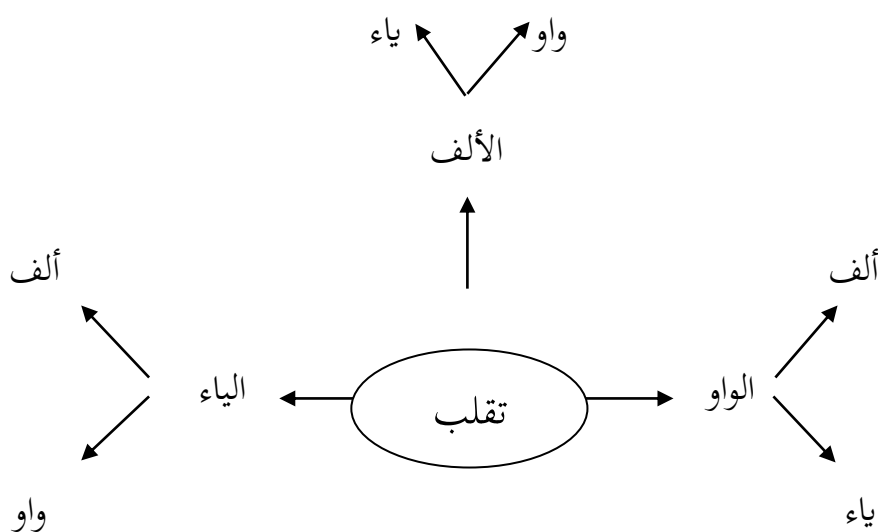 واو ياء
الألف
ألف ألف
الواو تقلب الياء
ياء واو